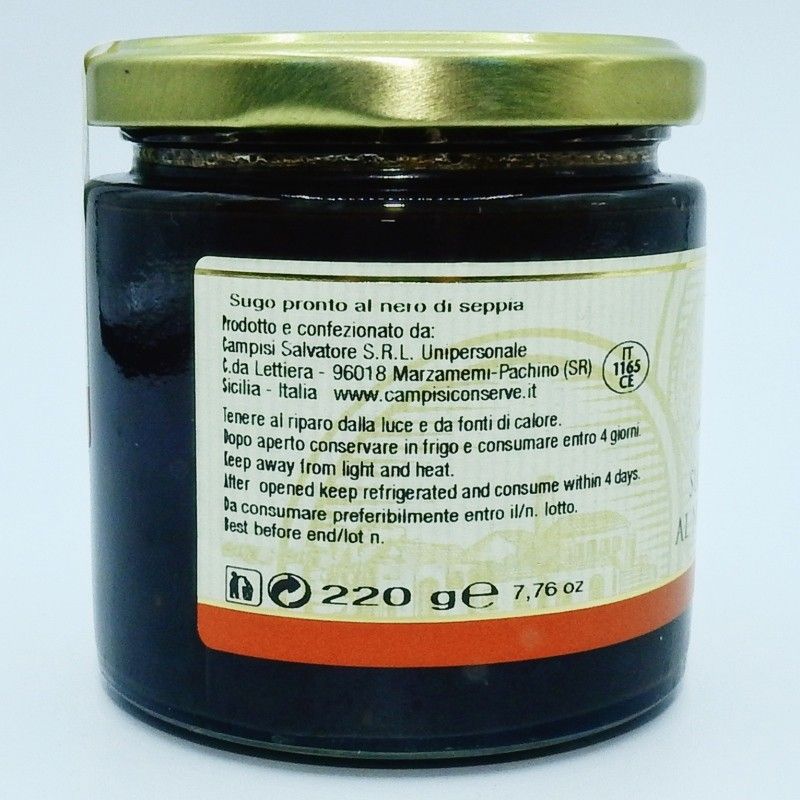 Sugo pronto al nero di seppia
Prodotto e confezionato da:
Campisi Salvatore S.R.L. Unipersonale
C.da Lettiera - 96018 Marzamemi-Pachino (SR)
Sicilia - Italia www.campisiconserve.it
IT
1165
CE
Tenere al riparo dalla luce e da fonti di calore.
Dopo aperto conservare in frigo e consumare entro 4 giorni.
Keep away from light and heat.
After opened keep refrigerated and consume within 4 days.
Da consumare preferibilmente entro il/n. lotto.
Best before end/lot n.
220 g e 7,76 oz